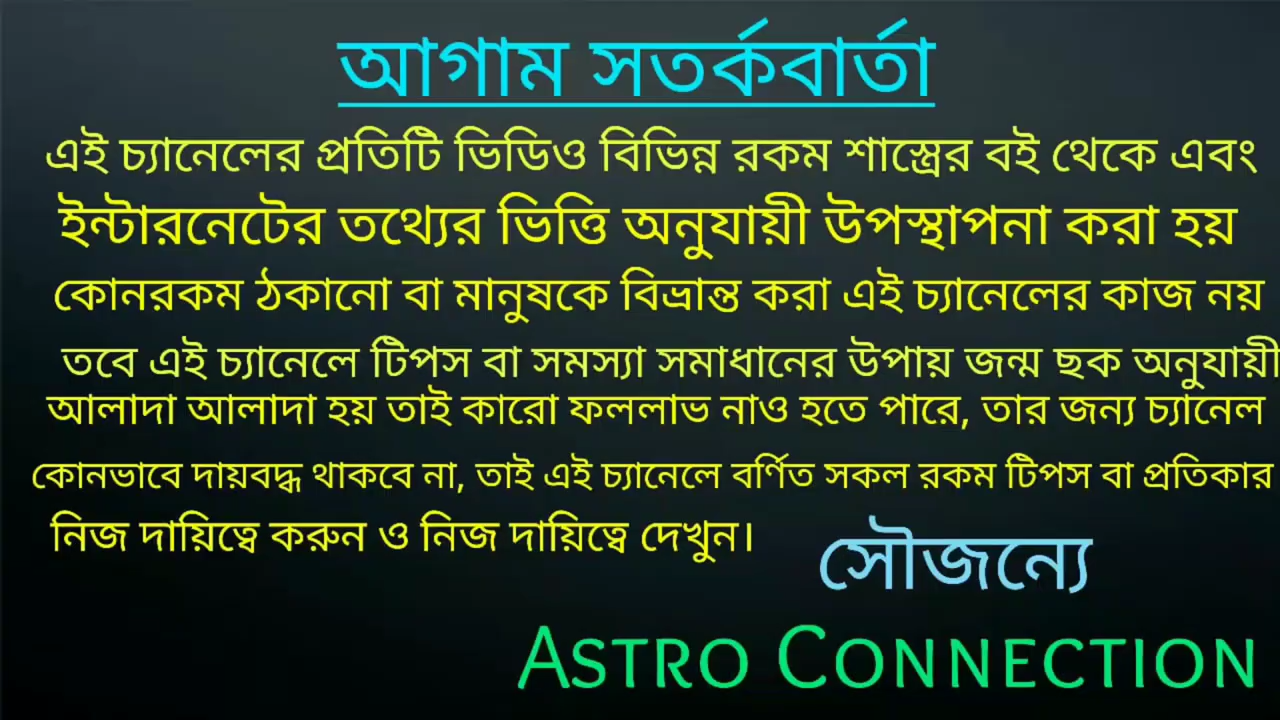 আগাম সতর্কবার্তা
এই চ্যানেলের প্রতিটি ভিডিও বিভিন্ন রকম শাস্ত্রের বই থেকে এবং
ইন্টারনেটের তথ্যের ভিত্তি অনুযায়ী উপস্থাপনা করা হয়
কোনরকম ঠকানো বা মানুষকে বিভ্রান্ত করা এই চ্যানেলের কাজ নয়
তবে এই চ্যানেলে টিপস বা সমস্যা সমাধানের উপায় জন্ম ছক অনুযায়ী
আলাদা আলাদা হয় তাই কারো ফললাভ নাও হতে পারে, তার জন্য চ্যানেল
কোনভাবে দায়বদ্ধ থাকবে না, তাই এই চ্যানেলে বর্ণিত সকল রকম টিপস বা প্রতিকার
নিজ দায়িত্বে করুন ও নিজ দায়িত্বে দেখুন।
সৌজন্যে
ASTRO CONNECTION